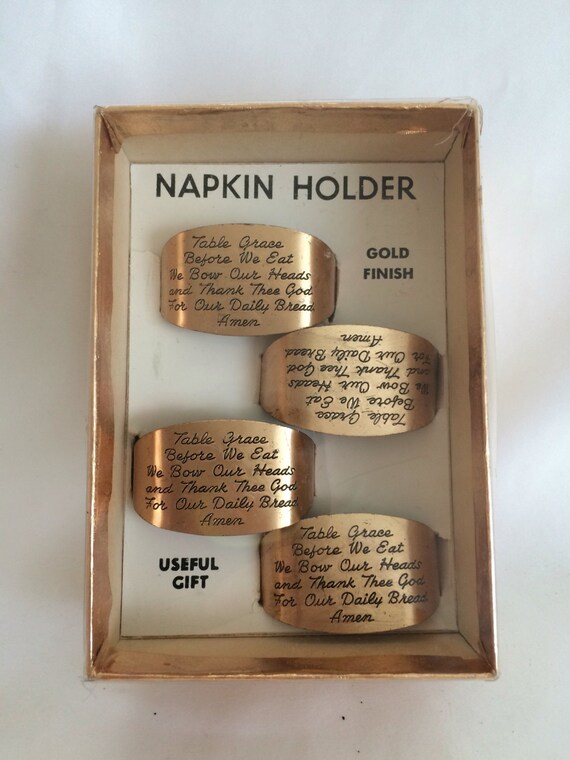 NAPKIN HOLDER
Table Grace
Before We Eat
We Bow Our Heads
and Thank Thee God
For Our Daily Bread
Amen
GOLD
FINISH
Table Grace
Before We Eat
We Bow Our Heads
and Thank Thee God
For Our Daily Bread
Amen
Table Grace
Before We Eat
We Bow Our Heads
and Thank Thee God
For Our Daily Bread
Amen
Table Grace
Before We Eat
We Bow Our Heads
and Thank Thee God
For Our Daily Bread
Amen
USEFUL
GIFT